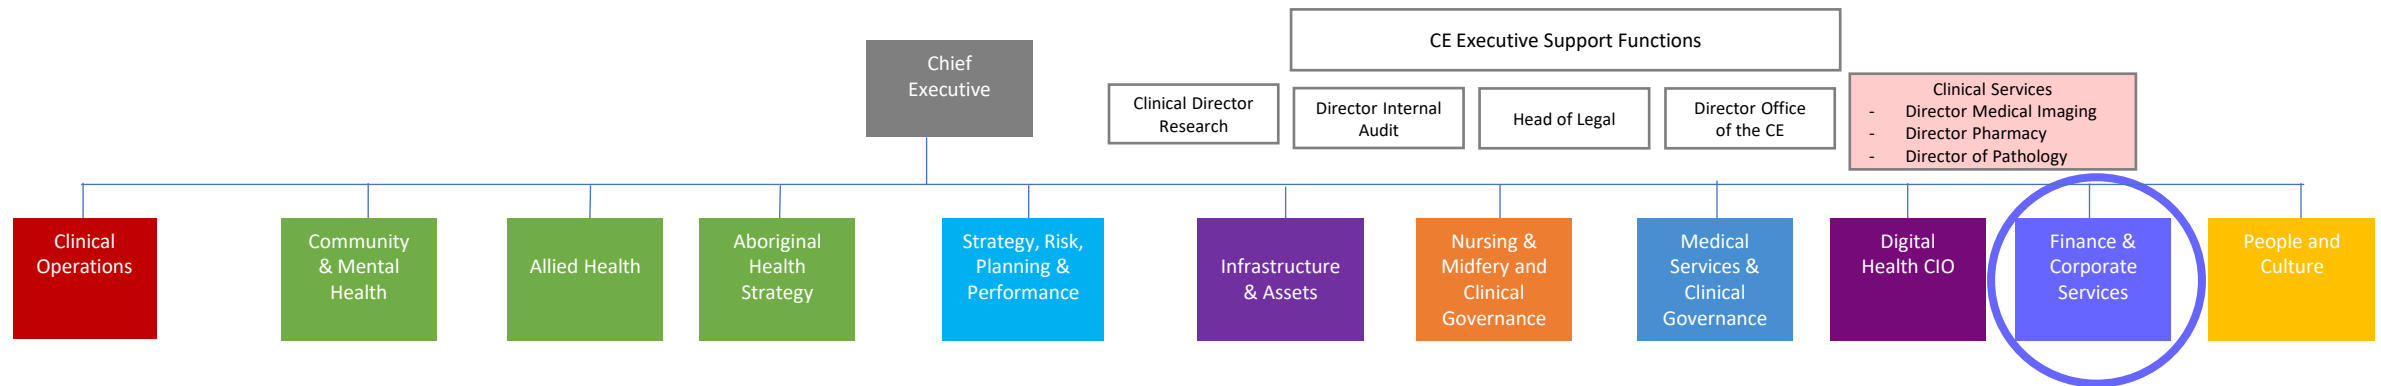 CE Executive Support Functions
Chief
Executive
Clinical Director
Research
Director Internal
Audit
Head of Legal
Director Office
of the CE
Clinical Services
- Director Medical Imaging
- Director Pharmacy
- Director of Pathology
Clinical
Operations
Community
& Mental
Health
Allied Health
Aboriginal
Health
Strategy
Strategy, Risk,
Planning &
Performance
Infrastructure
& Assets
Nursing &
Midfery and
Clinical
Governance
Medical
Services &
Clinical
Governance
Digital
Health CIO
Finance &
Corporate
Services
People and
Culture